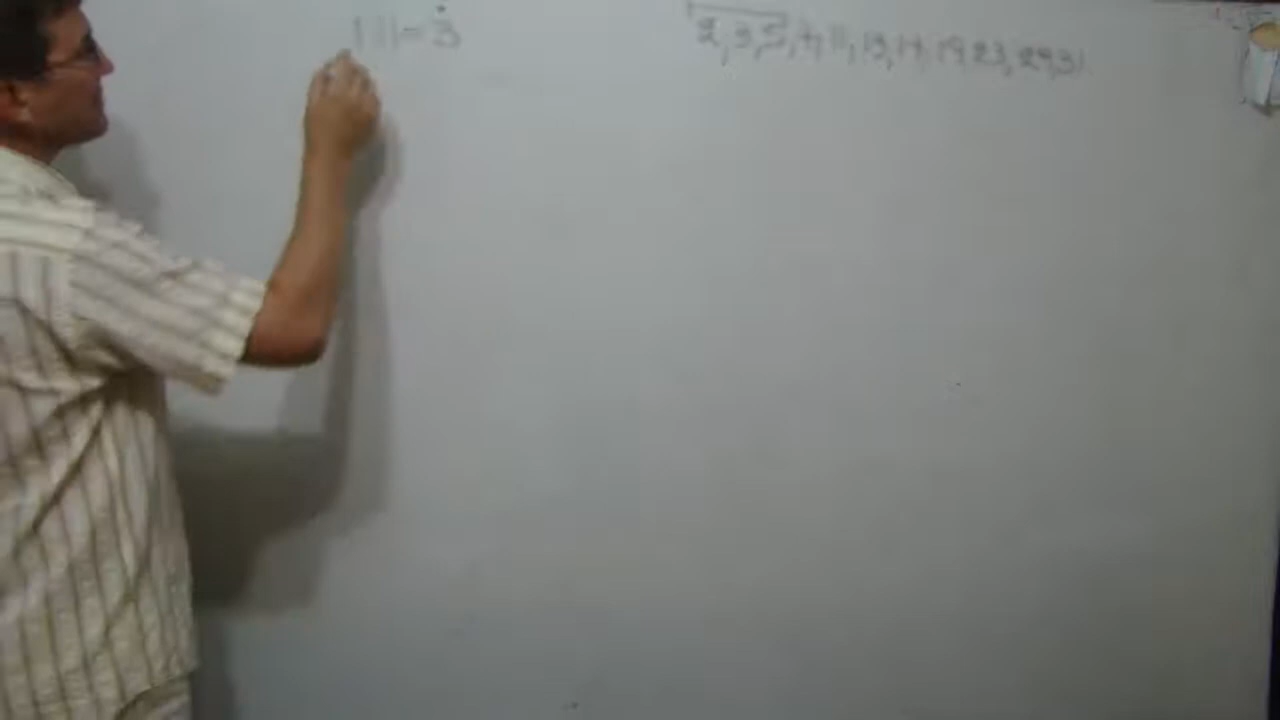 111 = 3̇
2, 3, 5, 7, 11, 13, 17, 19, 23, 29, 31